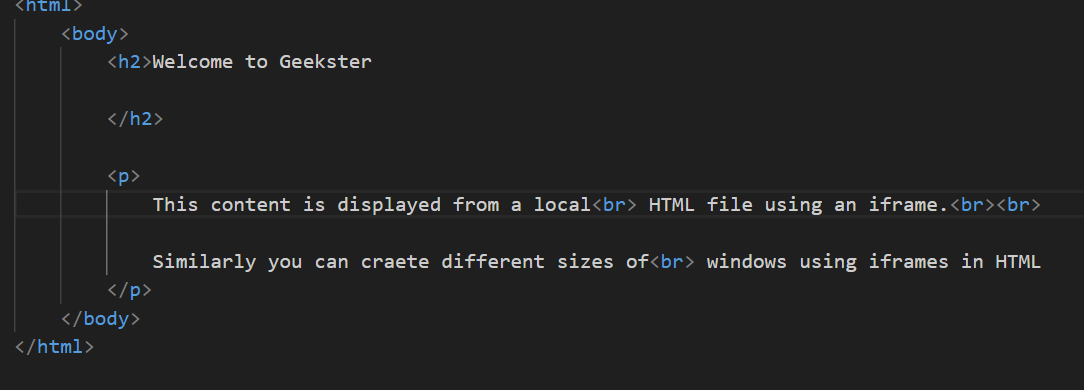 <html>
<body>
<h2>Welcome to Geekster
</h2>
<p>
This content is displayed from a local<br> HTML file using an iframe.<br><br>
Similarly you can craete different sizes of<br> windows using iframes in HTML
</p>
</body>
</html>